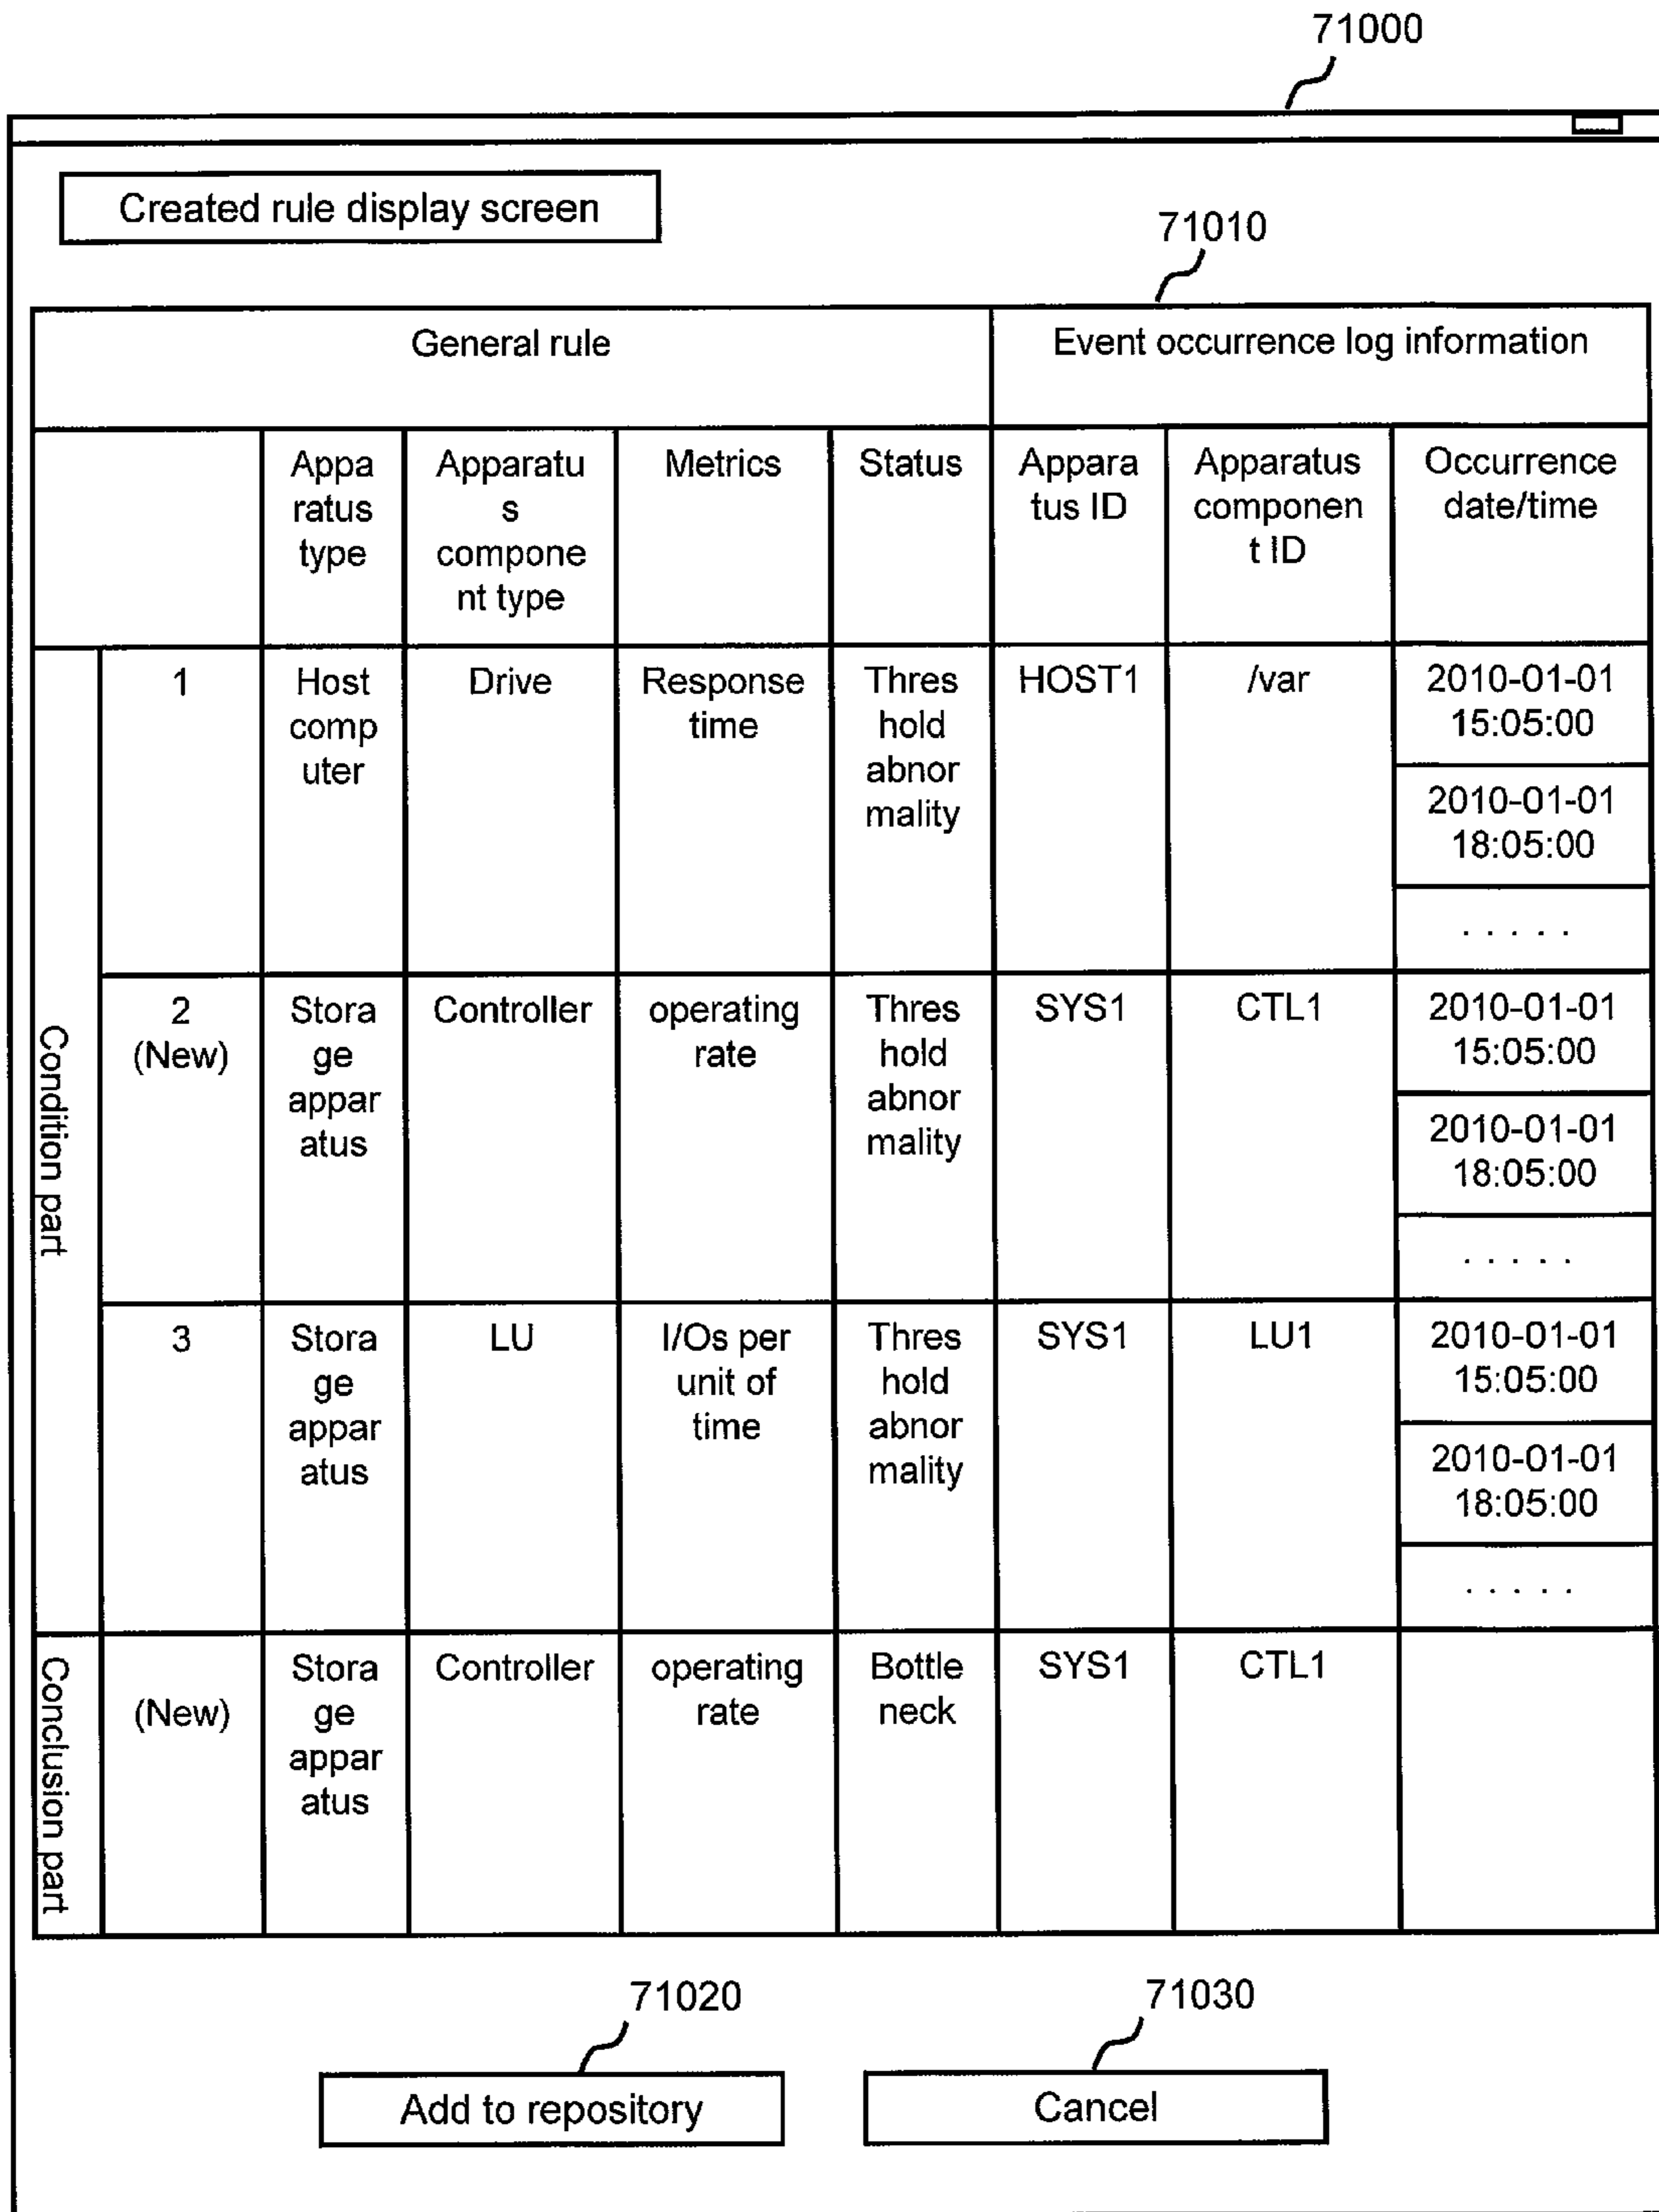 71000
Created rule display screen
71010
General rule
Event occurrence log information
Appa
ratus
type
Apparatu
s
compone
nt type
Metrics
Status
Appara
tus ID
Apparatus
componen
t ID
Occurrence
date/time
Condition part
1
Host
comp
uter
Drive
Response
time
Thres
hold
abnor
mality
HOST1
/var
2010-01-01
15:05:00
2010-01-01
18:05:00
. . . . .
2
(New)
Stora
ge
appar
atus
Controller
operating
rate
Thres
hold
abnor
mality
SYS1
CTL1
2010-01-01
15:05:00
2010-01-01
18:05:00
. . . . .
3
Stora
ge
appar
atus
LU
I/Os per
unit of
time
Thres
hold
abnor
mality
SYS1
LU1
2010-01-01
15:05:00
2010-01-01
18:05:00
. . . . .
Conclusion part
(New)
Stora
ge
appar
atus
Controller
operating
rate
Bottle
neck
SYS1
CTL1
71020
71030
Add to repository
Cancel